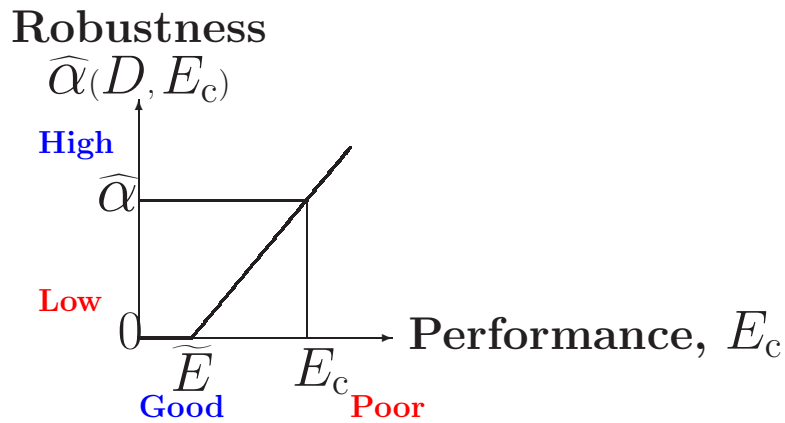 Robustness
α̂(D, E_c)
High
α̂
Low
0
Performance, E_c
Ẽ
E_c
Good
Poor